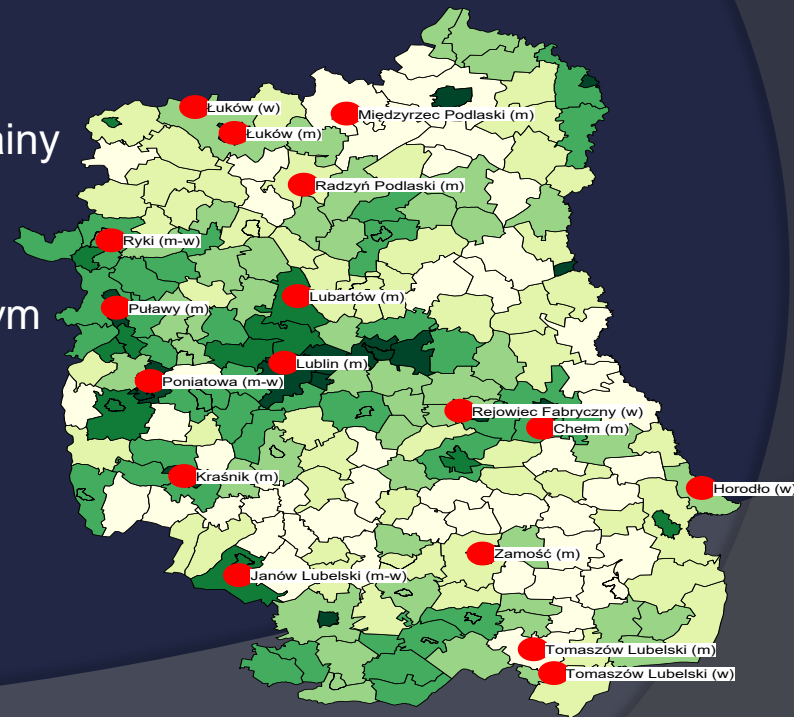 Łuków (w)
Międzyrzec Podlaski (m)
Łuków (m)
Radzyń Podlaski (m)
Ryki (m-w)
Lubartów (m)
Puławy (m)
ym
Lublin (m)
Poniatowa (m-w)
Rejowiec Fabryczny (w)
Chełm (m)
Kraśnik (m)
Horodło (w)
Zamość (m)
Janów Lubelski (m-w)
Tomaszów Lubelski (m)
Tomaszów Lubelski (w)